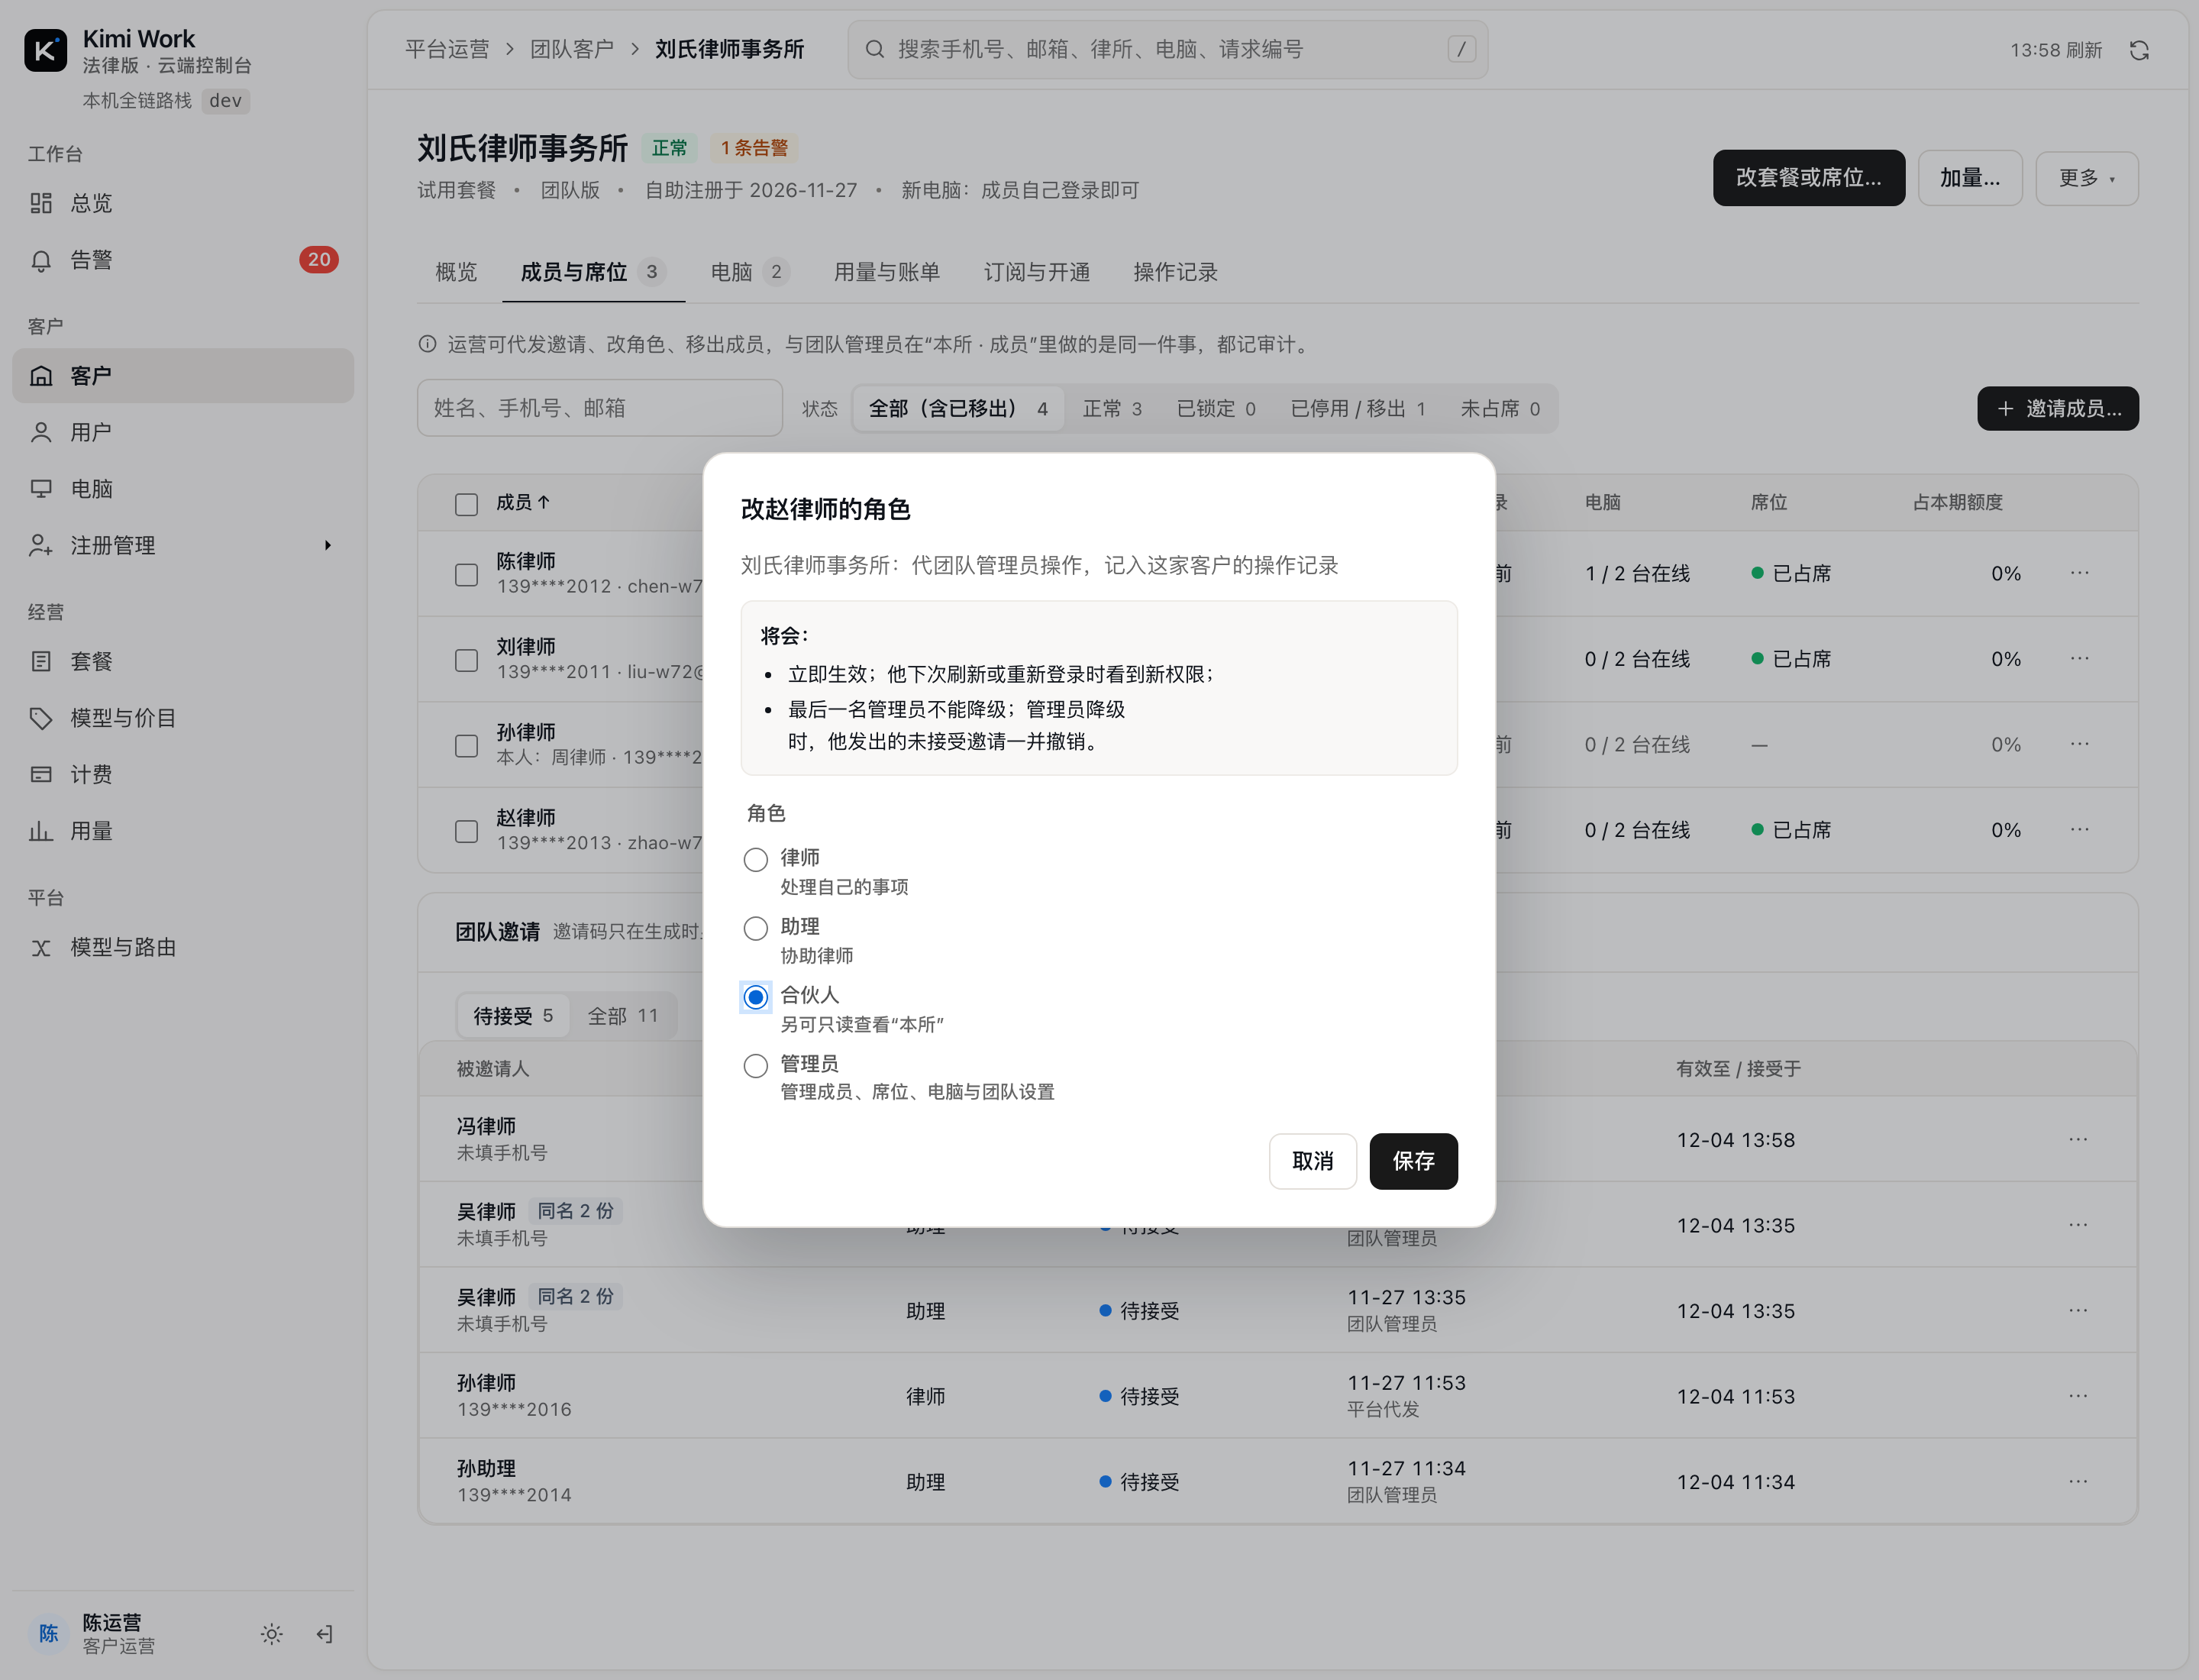 Kimi Work
法律版 · 云端控制台
本机全链路栈 dev
工作台
总览
告警 20
客户
客户
用户
电脑
注册管理
经营
套餐
模型与价目
计费
用量
平台
模型与路由
陈 陈运营
客户运营
平台运营 > 团队客户 > 刘氏律师事务所
搜索手机号、邮箱、律所、电脑、请求编号 /
13:58 刷新
刘氏律师事务所 正常 1 条告警
试用套餐 • 团队版 • 自助注册于 2026-11-27 • 新电脑：成员自己登录即可
改套餐或席位... 加量... 更多
概览 成员与席位 3 电脑 2 用量与账单 订阅与开通 操作记录
运营可代发邀请、改角色、移出成员，与团队管理员在“本所 · 成员”里做的是同一件事，都记审计。
姓名、手机号、邮箱 状态 全部（含已移出） 4 正常 3 已锁定 0 已停用 / 移出 1 未占席 0 + 邀请成员...
成员 ↑ 录 电脑 席位 占本期额度
陈律师
139****2012 · chen-w7
前 1 / 2 台在线 已占席 0% ···
刘律师
139****2011 · liu-w72@
0 / 2 台在线 已占席 0% ···
孙律师
本人：周律师 · 139****2
前 0 / 2 台在线 — 0% ···
赵律师
139****2013 · zhao-w7
前 0 / 2 台在线 已占席 0% ···
团队邀请 邀请码只在生成时
待接受 5 全部 11
被邀请人 有效至 / 接受于
冯律师
未填手机号
12-04 13:58 ···
吴律师 同名 2 份
未填手机号
助理 待接受 团队管理员 12-04 13:35 ···
吴律师 同名 2 份
未填手机号
助理 待接受 11-27 13:35
团队管理员
12-04 13:35 ···
孙律师
139****2016
律师 待接受 11-27 11:53
平台代发
12-04 11:53 ···
孙助理
139****2014
助理 待接受 11-27 11:34
团队管理员
12-04 11:34 ···
改赵律师的角色
刘氏律师事务所：代团队管理员操作，记入这家客户的操作记录
将会：
• 立即生效；他下次刷新或重新登录时看到新权限；
• 最后一名管理员不能降级；管理员降级
时，他发出的未接受邀请一并撤销。
角色
律师
处理自己的事项
助理
协助律师
合伙人
另可只读查看“本所”
管理员
管理成员、席位、电脑与团队设置
取消 保存